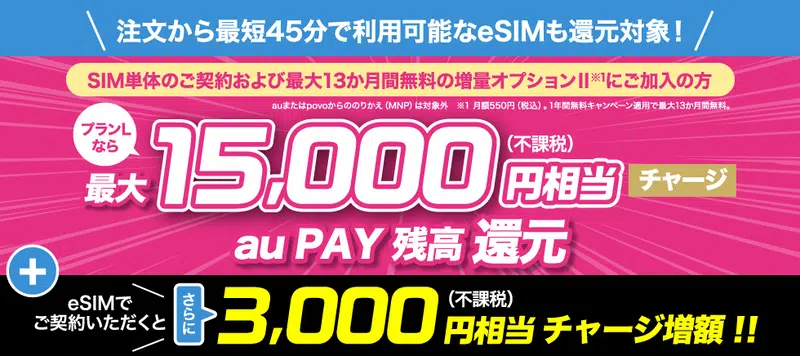 注文から最短45分で利用可能なeSIMも還元対象！
SIM単体のご契約および最大13か月間無料の増量オプションⅡ※1にご加入の方
auまたはpovoからののりかえ（MNP）は対象外　※1 月額550円（税込）。1年間無料キャンペーン適用で最大13か月間無料。
プランL
なら
最大15,000円相当（不課税）チャージ
au PAY 残高 還元
+
eSIMで
ご契約いただくと
さらに
3,000円相当（不課税）チャージ増額 !!